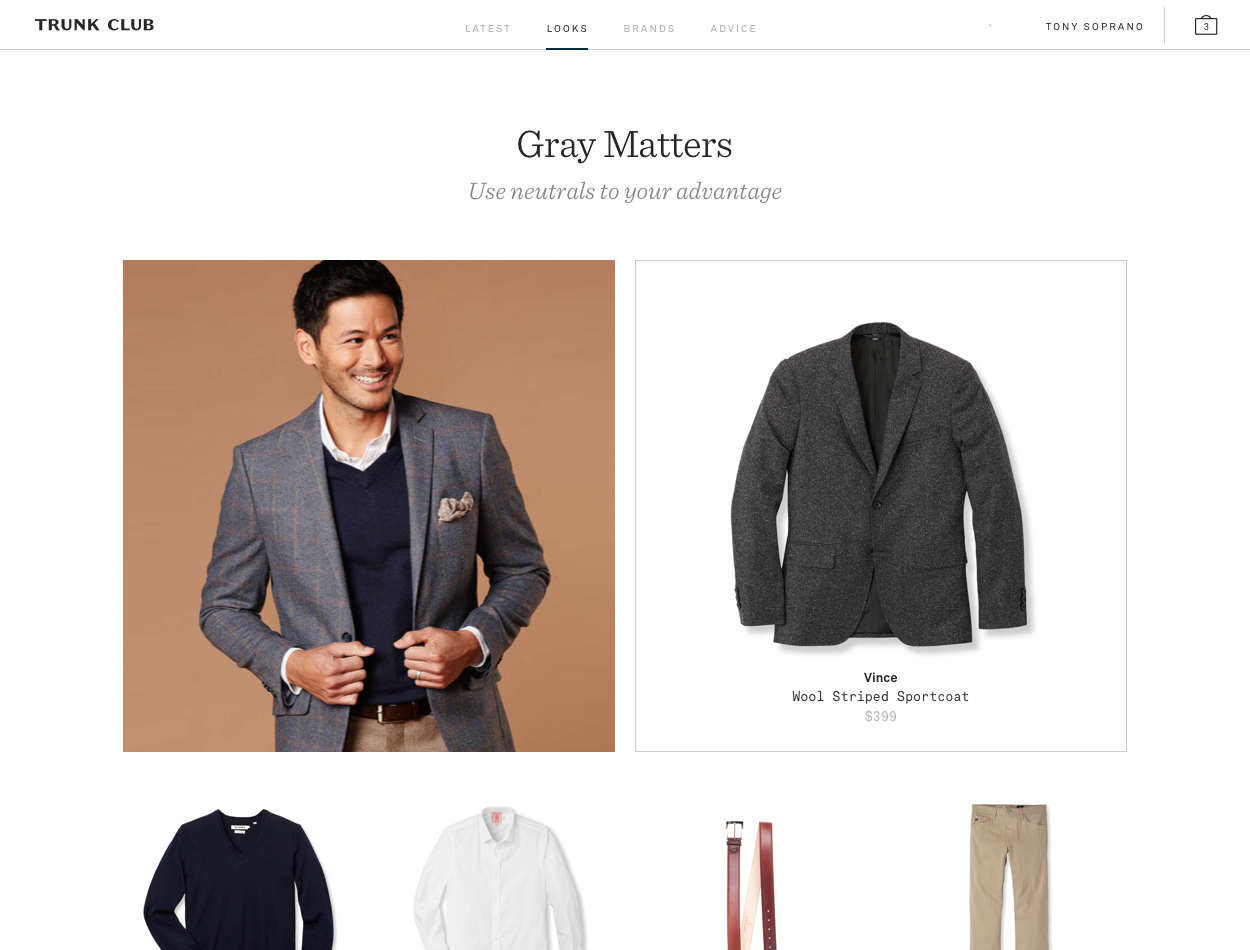 TRUNK CLUB
LATEST LOOKS BRANDS ADVICE
TONY SOPRANO
3
Gray Matters
Use neutrals to your advantage
Vince
Wool Striped Sportcoat
$399